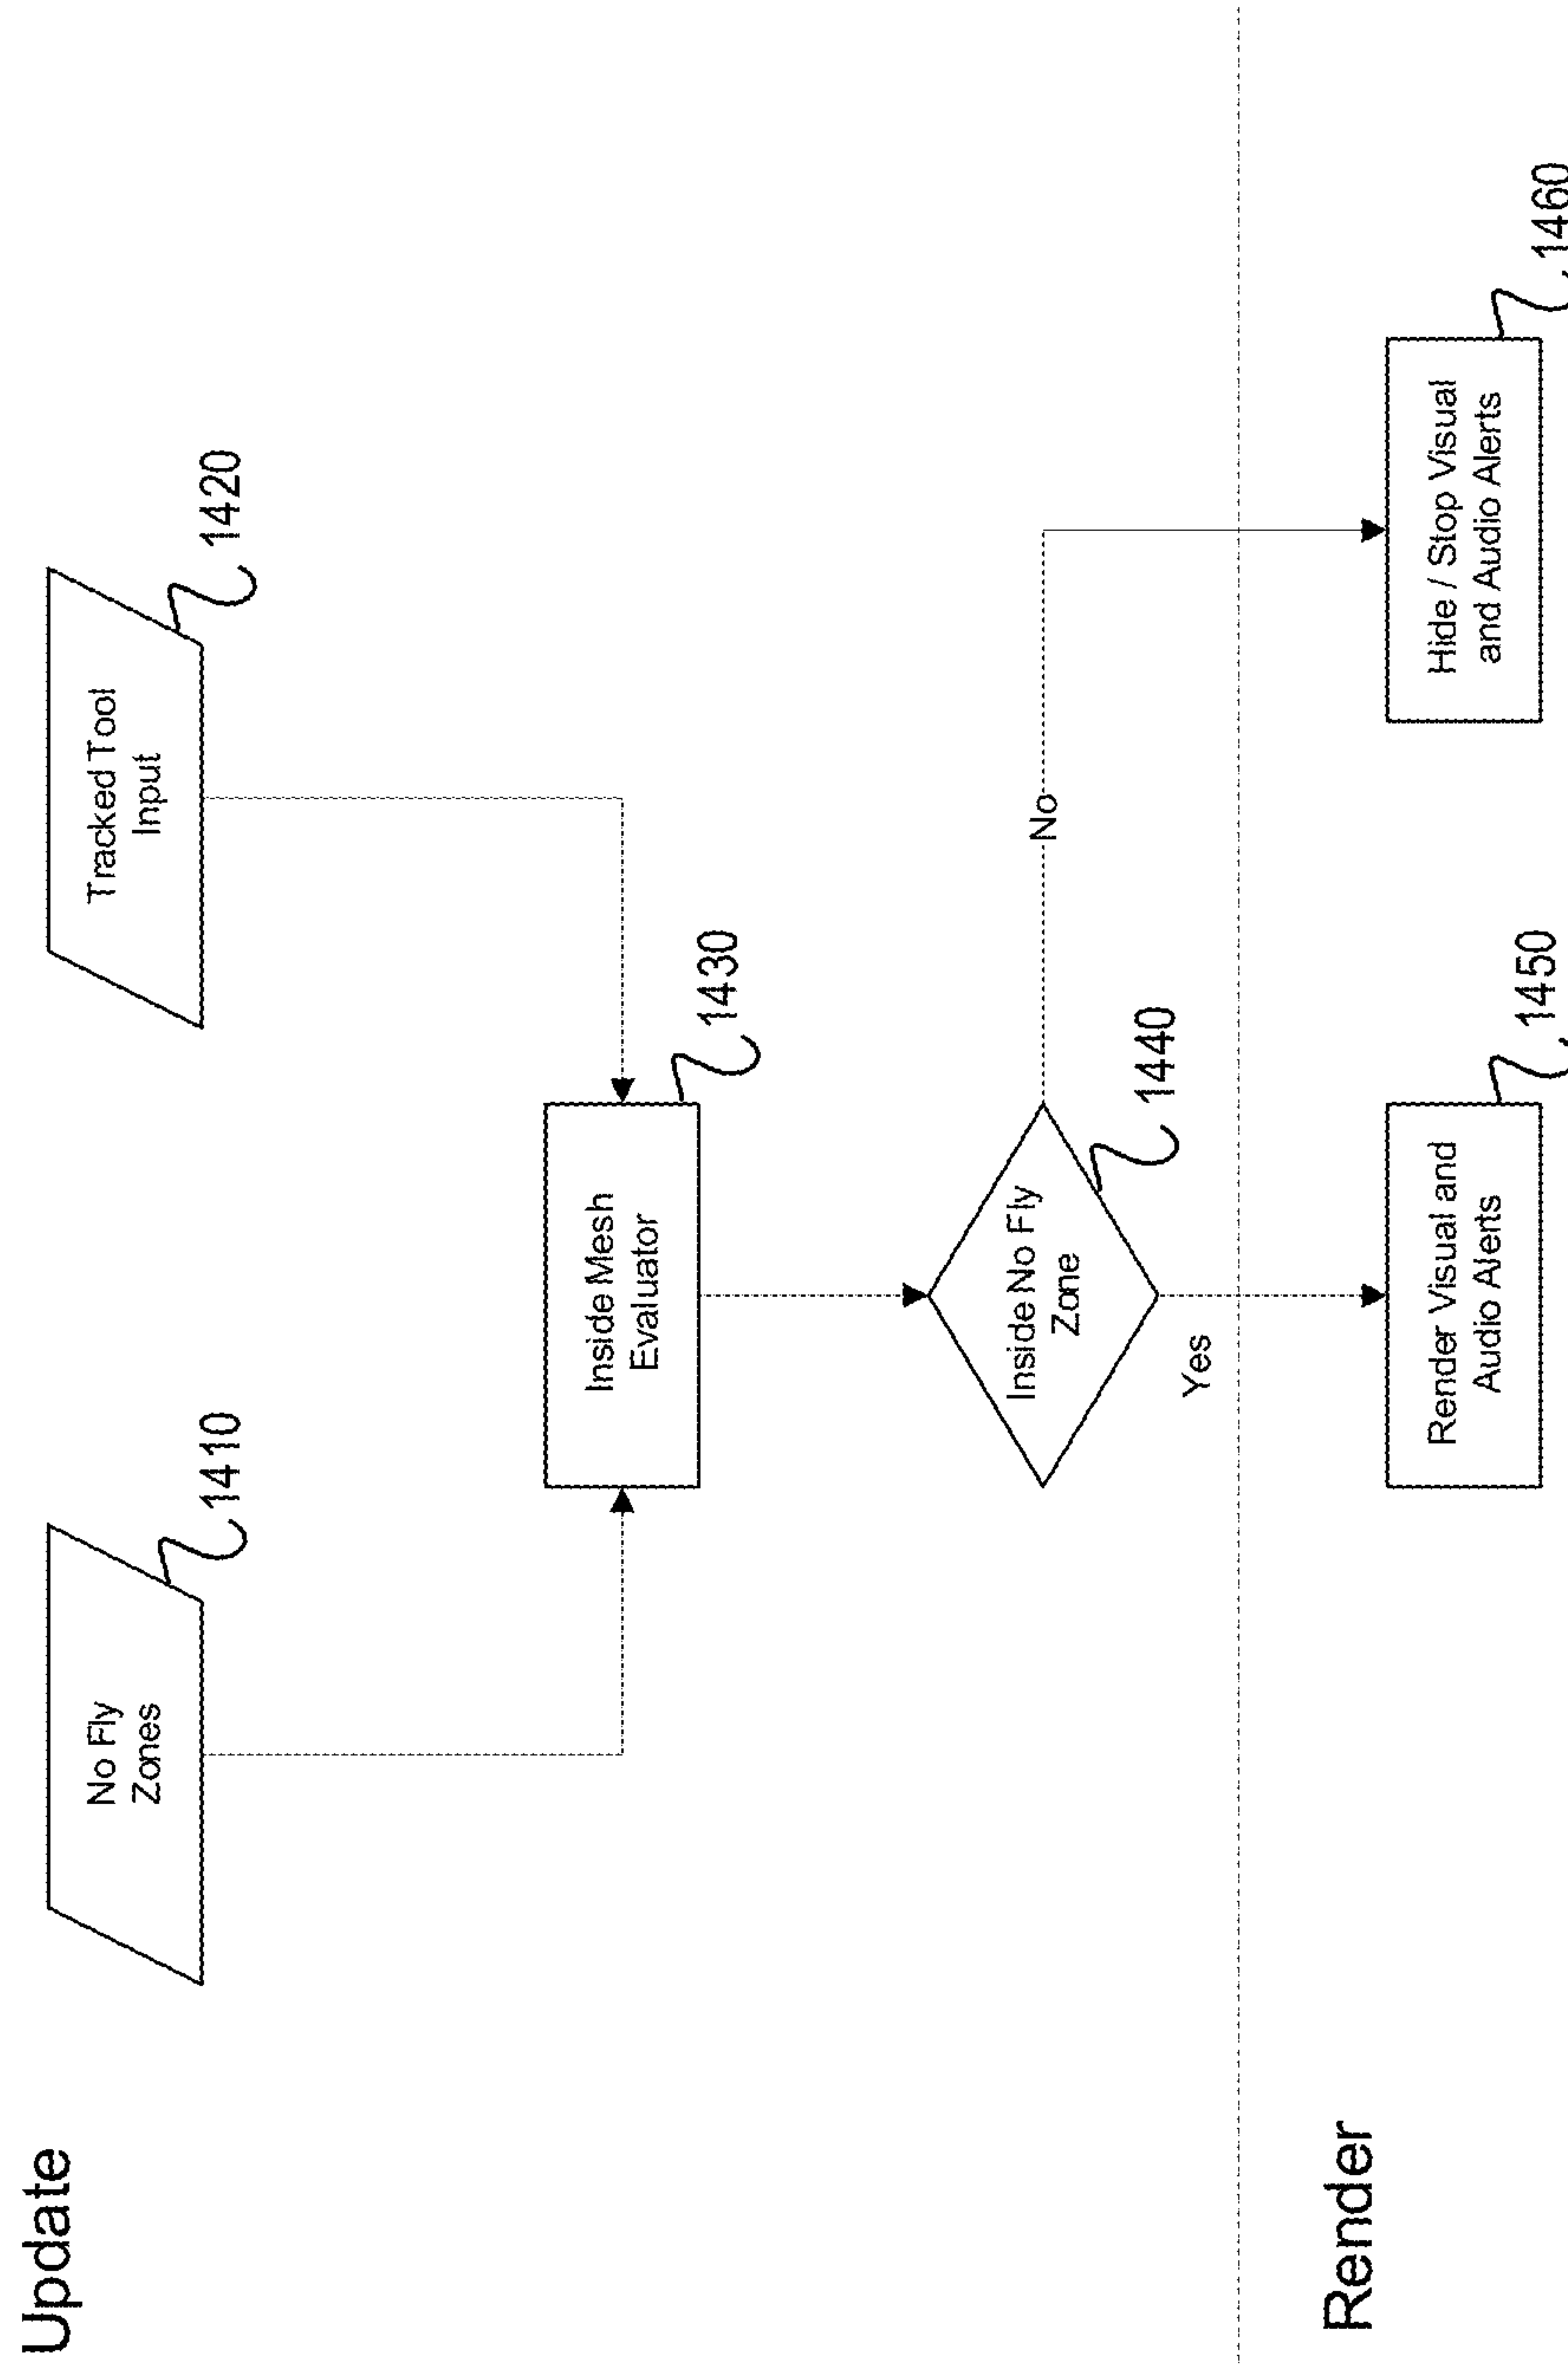 Update
No Fly
Zones
1410
Tracked Tool
Input
1420
Inside Mesh
Evaluator
1430
Inside No Fly
Zone
1440
No
Yes
Render
Render Visual and
Audio Alerts
1450
Hide / Stop Visual
and Audio Alerts
1460